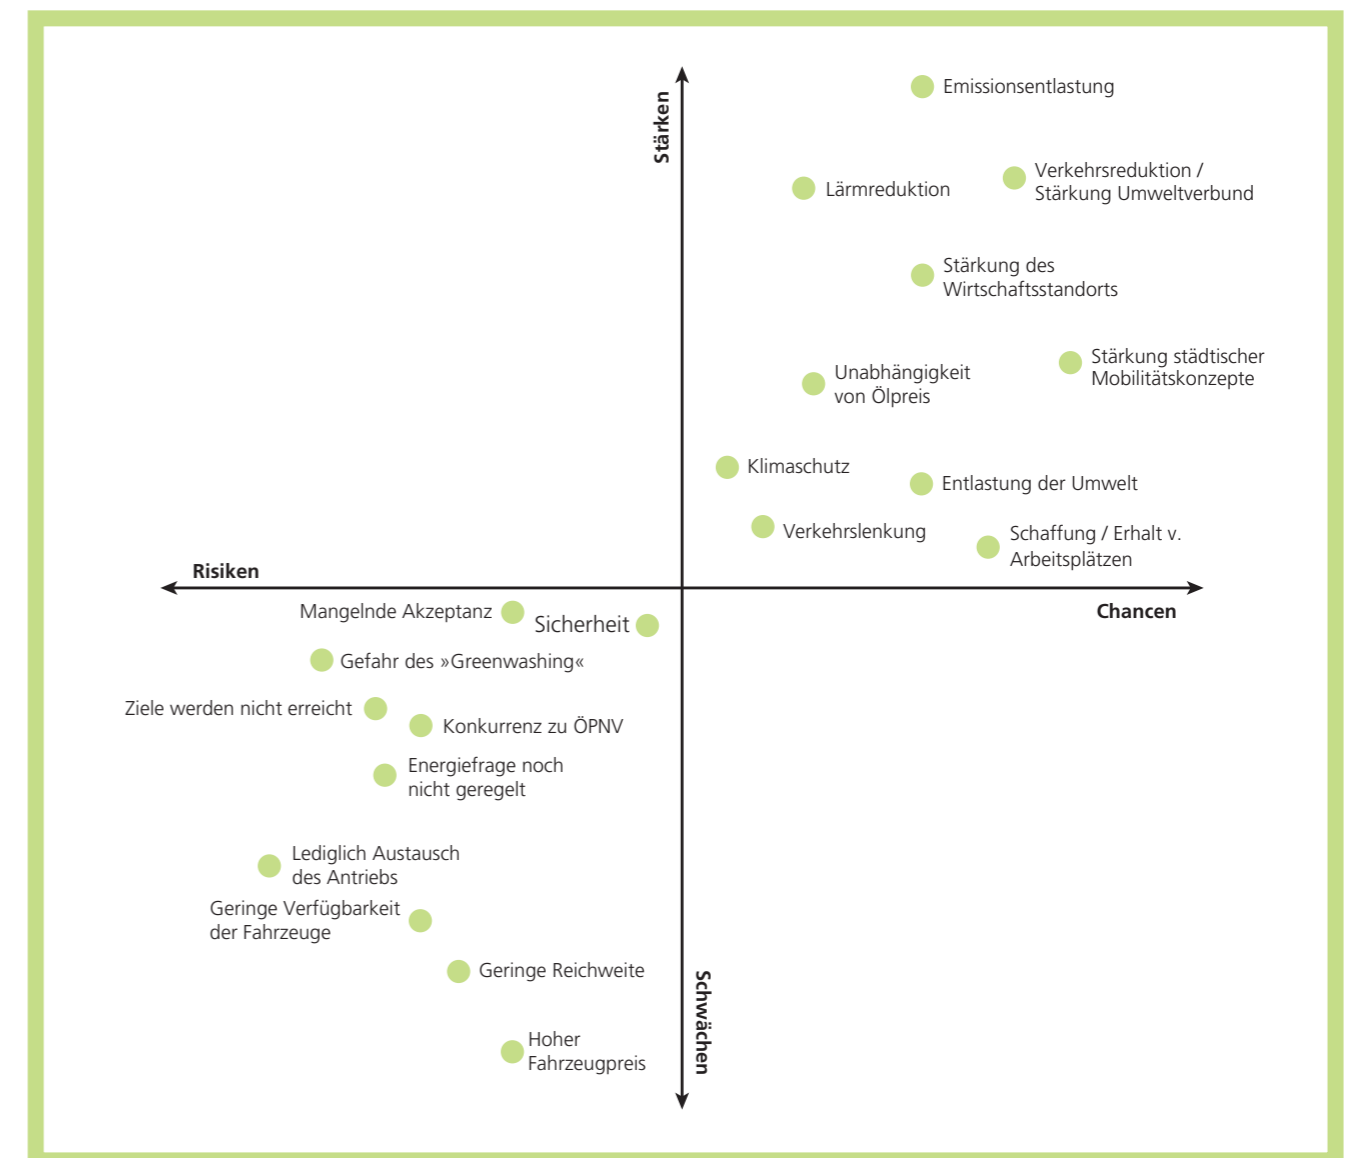 Stärken
Emissionsentlastung
Verkehrsreduktion /
Stärkung Umweltverbund
Lärmreduktion
Stärkung des
Wirtschaftsstandorts
Stärkung städtischer
Mobilitätskonzepte
Unabhängigkeit
von Ölpreis
Klimaschutz
Entlastung der Umwelt
Verkehrslenkung
Schaffung / Erhalt v.
Arbeitsplätzen
Risiken
Chancen
Mangelnde Akzeptanz
Sicherheit
Gefahr des »Greenwashing«
Ziele werden nicht erreicht
Konkurrenz zu ÖPNV
Energiefrage noch
nicht geregelt
Lediglich Austausch
des Antriebs
Geringe Verfügbarkeit
der Fahrzeuge
Geringe Reichweite
Schwächen
Hoher
Fahrzeugpreis